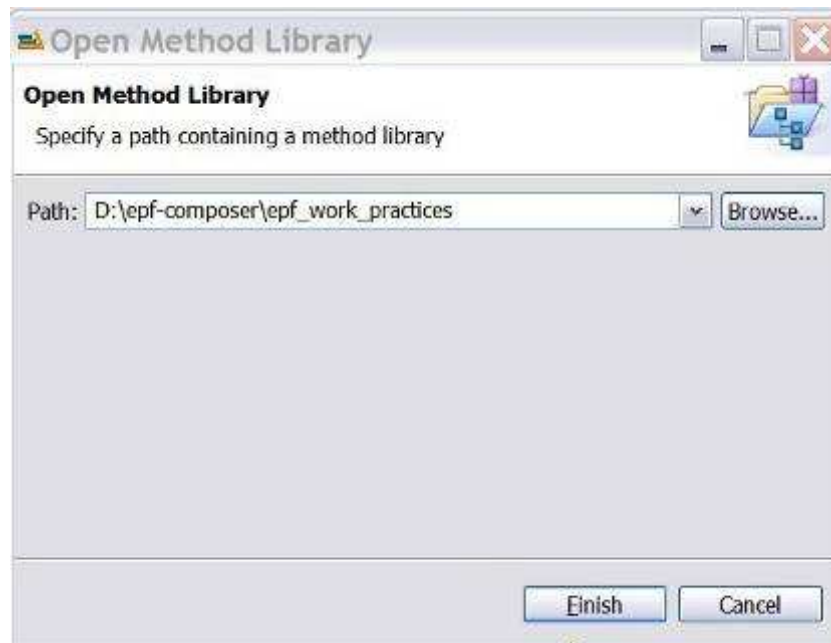 Open Method Library
Open Method Library
Specify a path containing a method library
Path: D:\epf-composer\epf_work_practices Browse...
Finish Cancel